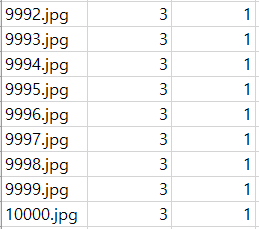 9992.jpg 3 1
9993.jpg 3 1
9994.jpg 3 1
9995.jpg 3 1
9996.jpg 3 1
9997.jpg 3 1
9998.jpg 3 1
9999.jpg 3 1
10000.jpg 3 1